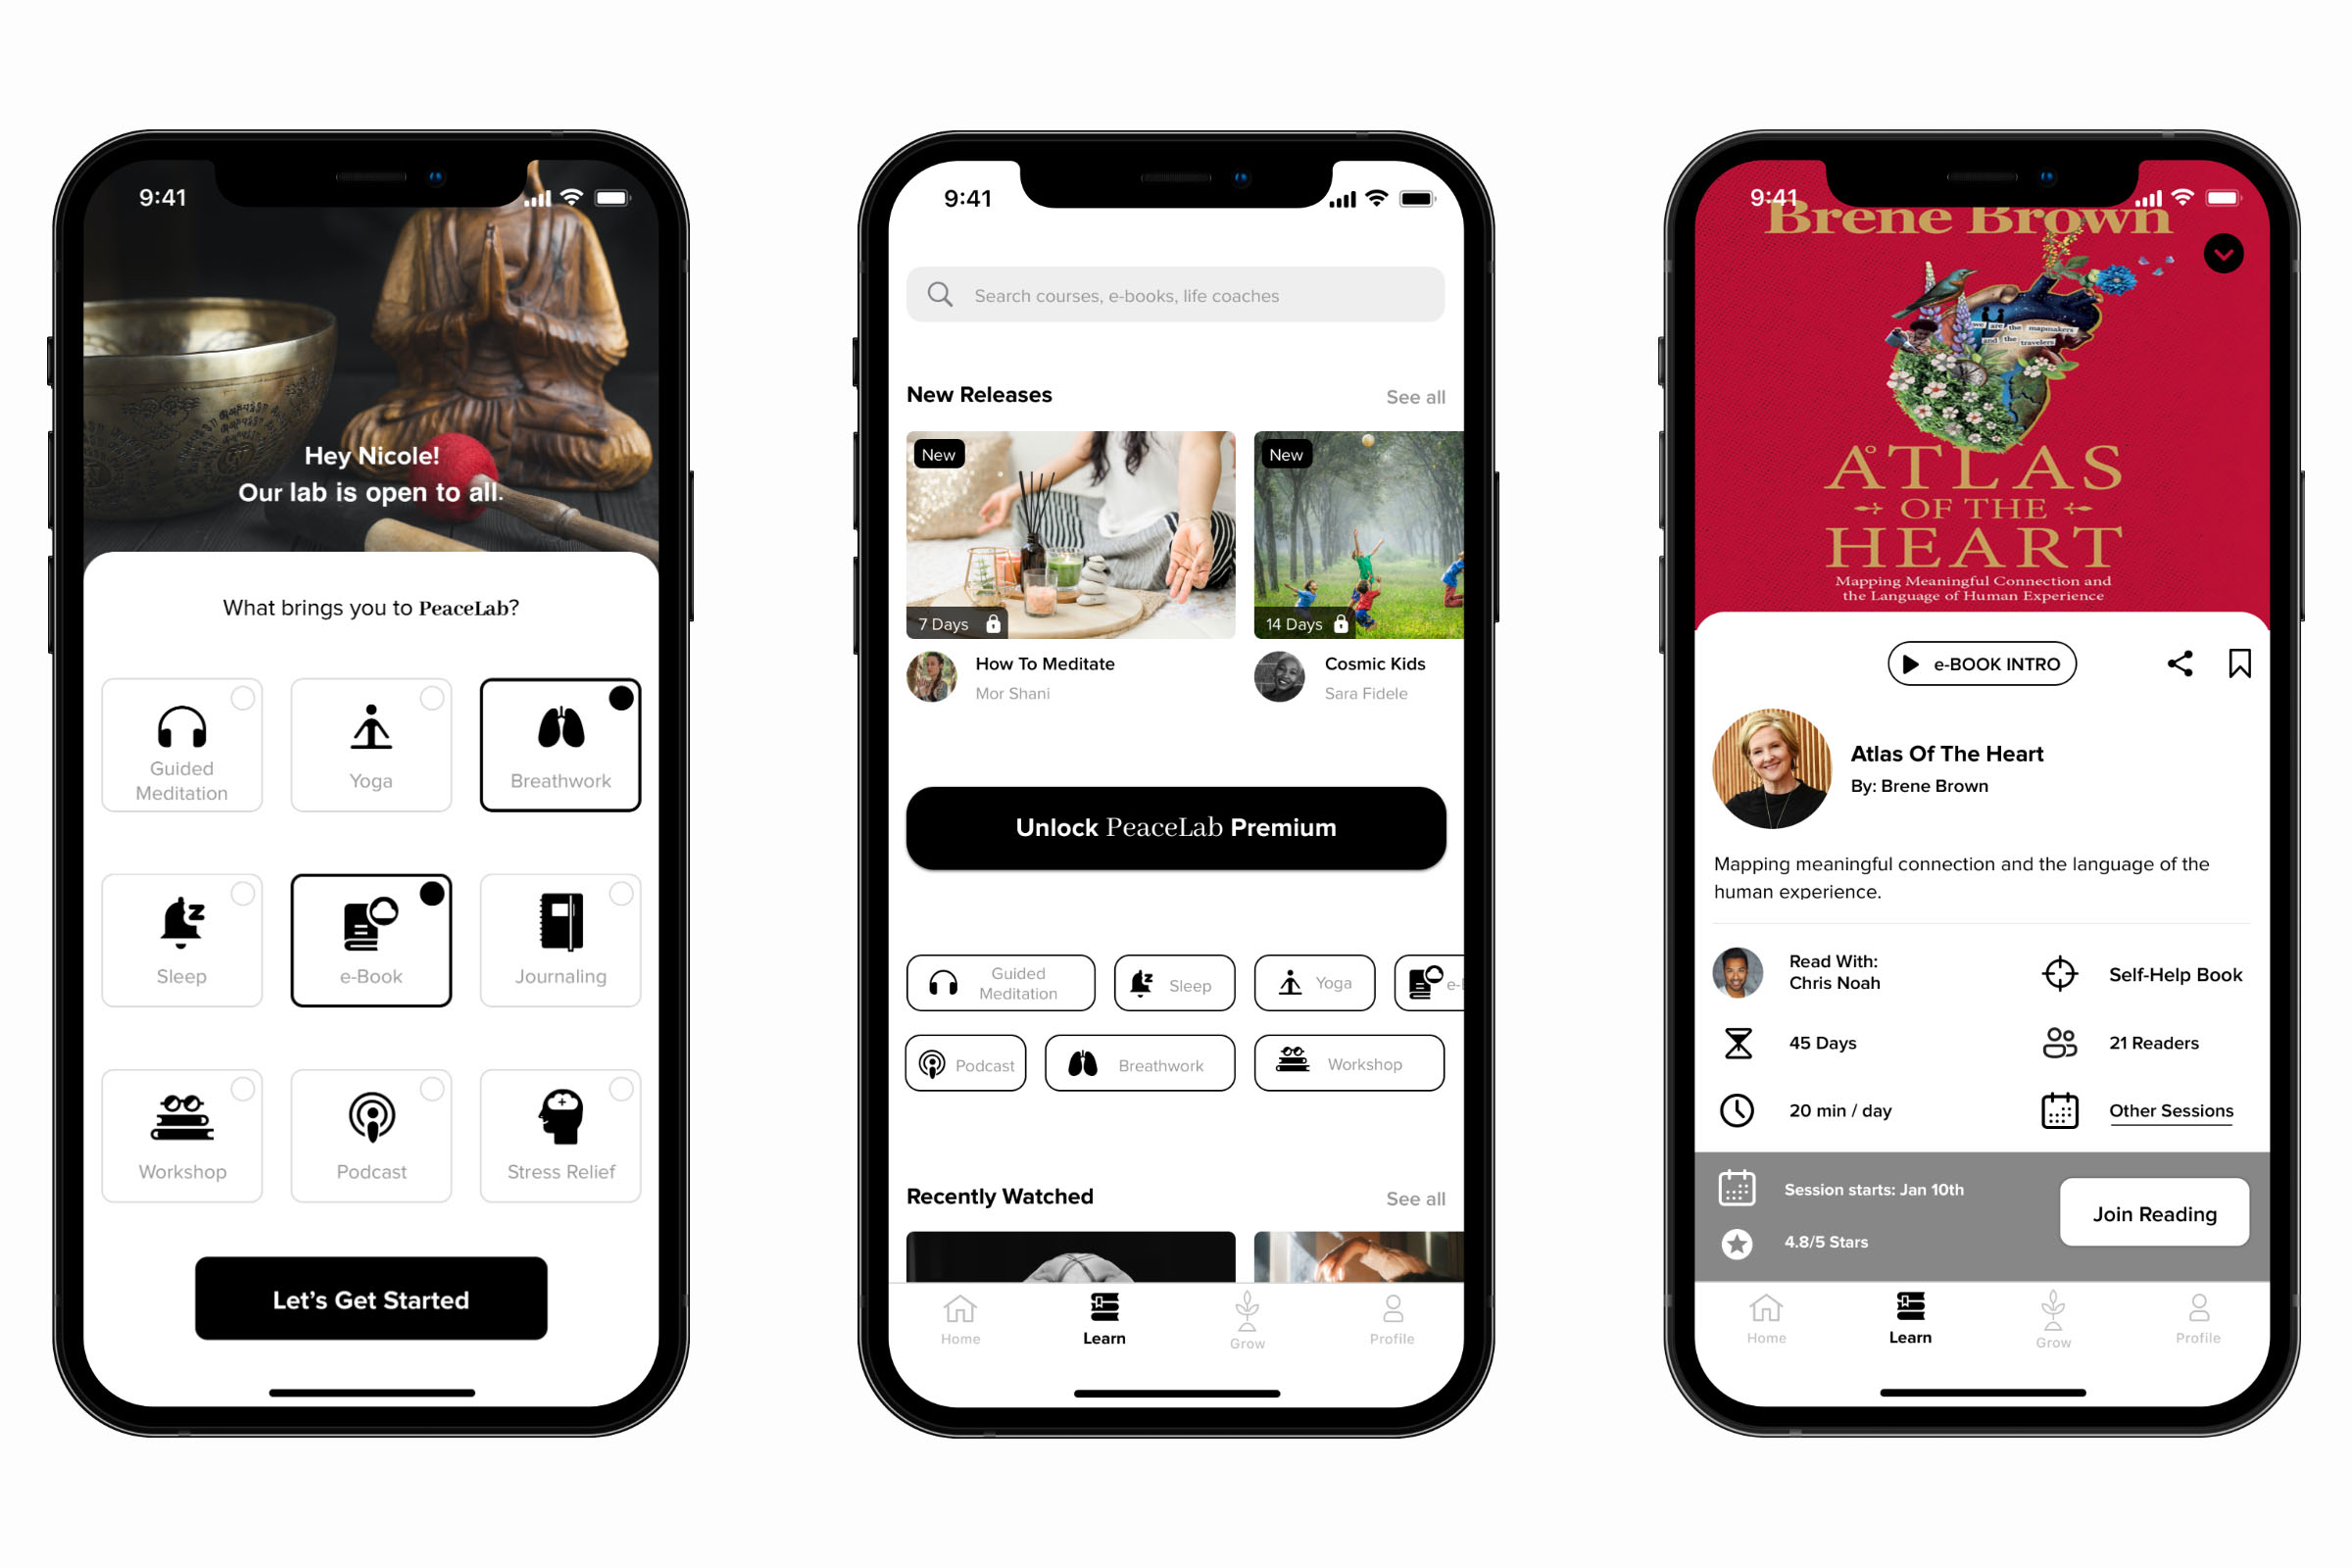 9:41
Hey Nicole!
Our lab is open to all.
What brings you to PeaceLab?
Guided
Meditation
Yoga
Breathwork
Sleep
e-Book
Journaling
Workshop
Podcast
Stress Relief
Let's Get Started
9:41
Search courses, e-books, life coaches
New Releases
See all
New
7 Days
New
14 Days
How To Meditate
Mor Shani
Cosmic Kids
Sara Fidele
Unlock PeaceLab Premium
Guided
Meditation
Sleep
Yoga
Podcast
Breathwork
Workshop
Recently Watched
See all
Home
Learn
Grow
Profile
9:41
Brene Brown
we are the mapmakers
and the travelers
ATLAS
OF THE
HEART
Mapping Meaningful Connection and
the Language of Human Experience
e-BOOK INTRO
Atlas Of The Heart
By: Brene Brown
Mapping meaningful connection and the language of the
human experience.
Read With:
Chris Noah
Self-Help Book
45 Days
21 Readers
20 min / day
Other Sessions
Session starts: Jan 10th
4.8/5 Stars
Join Reading
Home
Learn
Grow
Profile